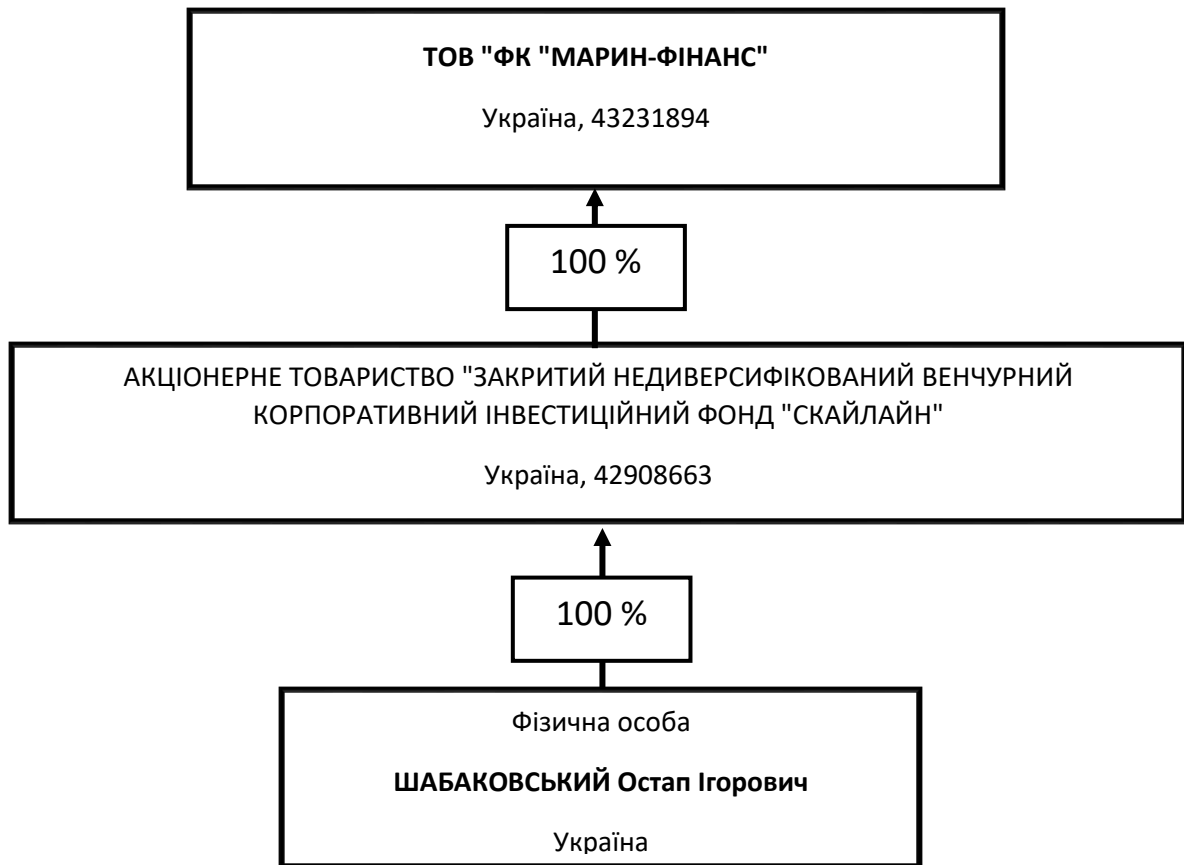 ТОВ "ФК "МАРИН-ФІНАНС"
Україна, 43231894
100 %
АКЦІОНЕРНЕ ТОВАРИСТВО "ЗАКРИТИЙ НЕДИВЕРСИФІКОВАНИЙ ВЕНЧУРНИЙ
КОРПОРАТИВНИЙ ІНВЕСТИЦІЙНИЙ ФОНД "СКАЙЛАЙН"
Україна, 42908663
100 %
Фізична особа
ШАБАКОВСЬКИЙ Остап Ігорович
Україна